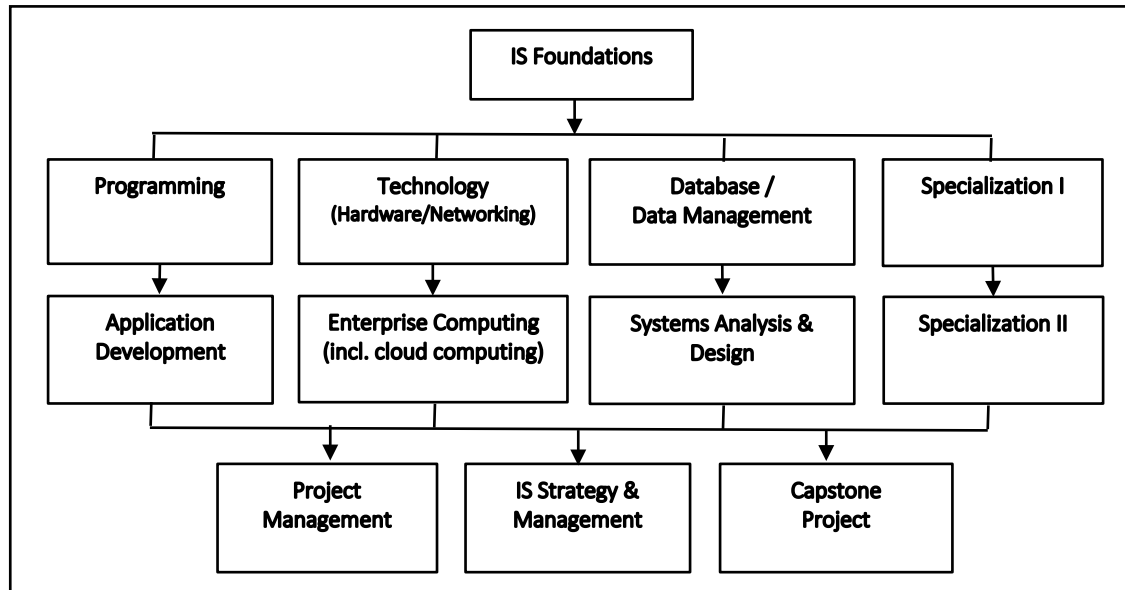 IS Foundations
Programming
Technology
(Hardware/Networking)
Database /
Data Management
Specialization I
Application
Development
Enterprise Computing
(incl. cloud computing)
Systems Analysis &
Design
Specialization II
Project
Management
IS Strategy &
Management
Capstone
Project